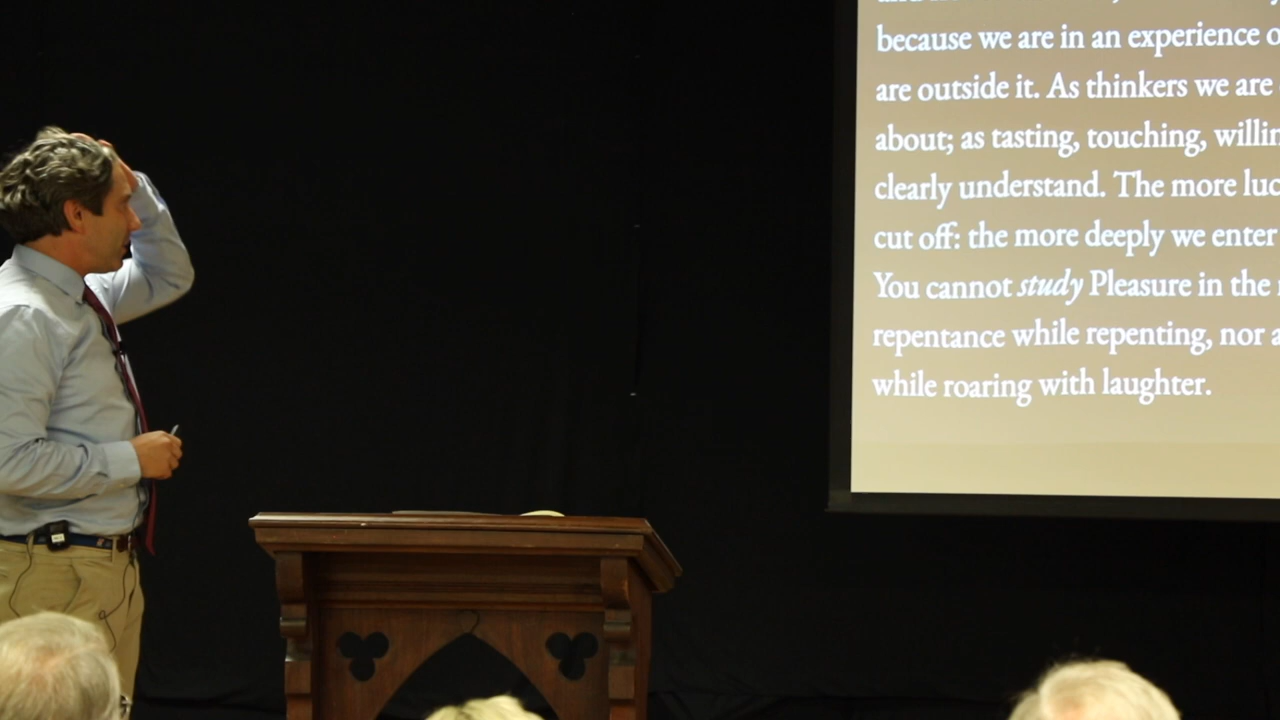 because we are in an experience
are outside it. As thinkers we are
about; as tasting, touching,
clearly understand. The more
cut off: the more deeply we enter
You cannot study Pleasure in the
repentance while repenting, nor
while roaring with laughter.